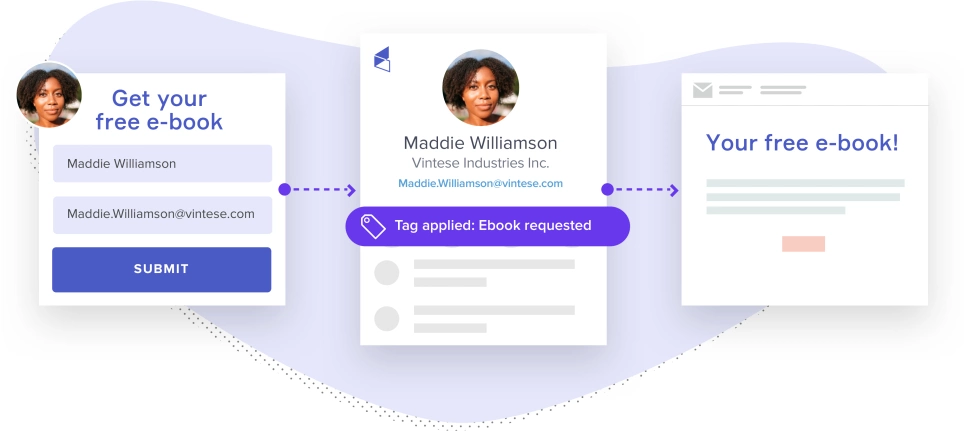 Get your
free e-book
Maddie Williamson
Maddie.Williamson@vintese.com
SUBMIT
Maddie Williamson
Vintese Industries Inc.
Maddie.Williamson@vintese.com
Tag applied: Ebook requested
Your free e-book!